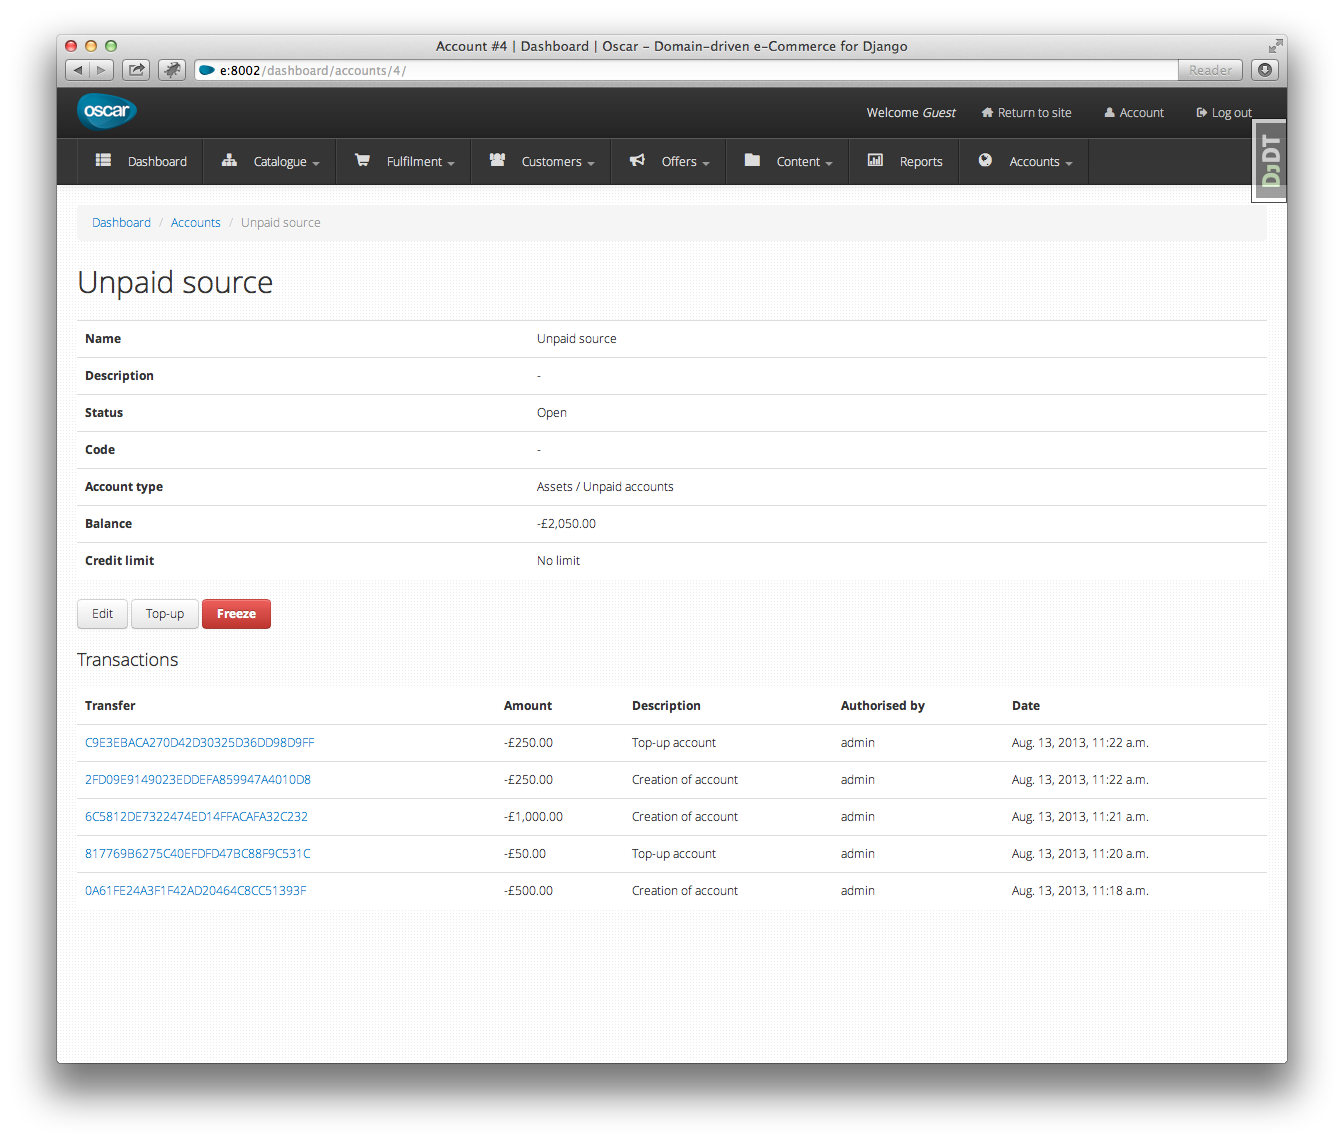 Account #4 | Dashboard | Oscar – Domain-driven e-Commerce for Django
e:8002/dashboard/accounts/4/
Reader
oscar
Welcome Guest Return to site Account Log out
DJDT
Dashboard Catalogue Fulfilment Customers Offers Content Reports Accounts
Dashboard / Accounts / Unpaid source
Unpaid source
Name Unpaid source
Description -
Status Open
Code -
Account type Assets / Unpaid accounts
Balance -£2,050.00
Credit limit No limit
Edit Top-up Freeze
Transactions
Transfer Amount Description Authorised by Date
C9E3EBACA270D42D30325D36DD98D9FF -£250.00 Top-up account admin Aug. 13, 2013, 11:22 a.m.
2FD09E9149023EDDEFA859947A4010D8 -£250.00 Creation of account admin Aug. 13, 2013, 11:22 a.m.
6C5812DE7322474ED14FFACAFA32C232 -£1,000.00 Creation of account admin Aug. 13, 2013, 11:21 a.m.
817769B6275C40EFDFD47BC88F9C531C -£50.00 Top-up account admin Aug. 13, 2013, 11:20 a.m.
0A61FE24A3F1F42AD20464C8CC51393F -£500.00 Creation of account admin Aug. 13, 2013, 11:18 a.m.